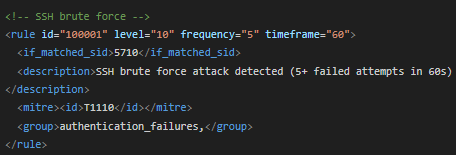 <!-- SSH brute force -->
<rule id="100001" level="10" frequency="5" timeframe="60">
<if_matched_sid>5710</if_matched_sid>
<description>SSH brute force attack detected (5+ failed attempts in 60s)
</description>
<mitre><id>T1110</id></mitre>
<group>authentication_failures,</group>
</rule>